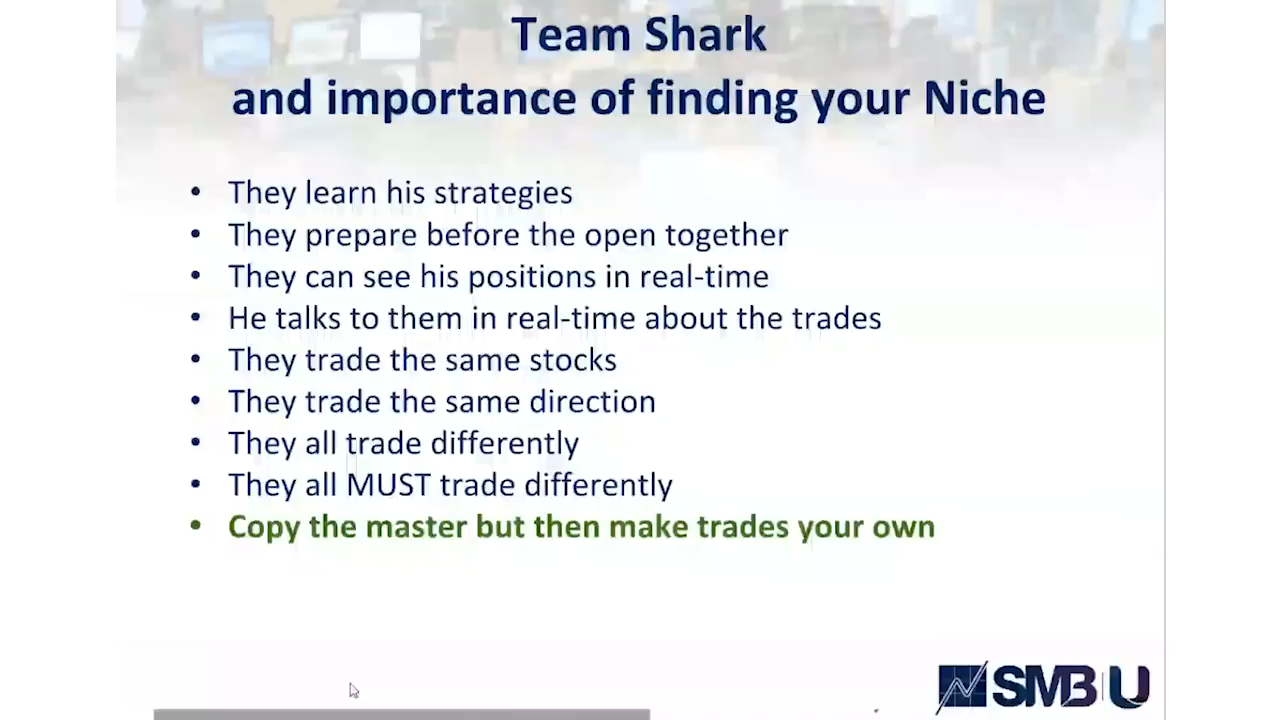 Team Shark
and importance of finding your Niche
• They learn his strategies
• They prepare before the open together
• They can see his positions in real-time
• He talks to them in real-time about the trades
• They trade the same stocks
• They trade the same direction
• They all trade differently
• They all MUST trade differently
• Copy the master but then make trades your own
SMB U